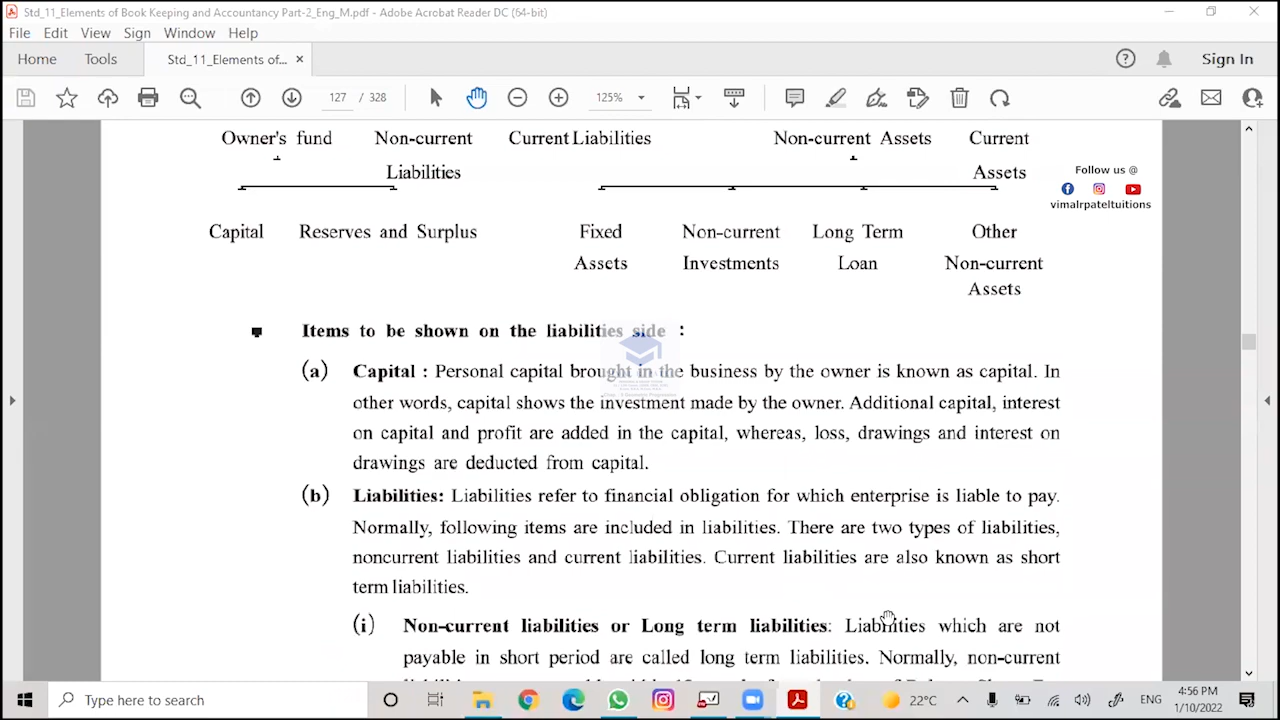 Std_11_Elements of Book Keeping and Accountancy Part-2_Eng_M.pdf - Adobe Acrobat Reader DC (64-bit)
File Edit View Sign Window Help
Home Tools Std_11_Elements of... × Sign In
127 / 328 125%
Owner's fund Non-current Current Liabilities Non-current Assets Current
Liabilities Assets
Follow us @
vimalrpateltuitions
Capital Reserves and Surplus Fixed Non-current Long Term Other
Assets Investments Loan Non-current
Assets
Items to be shown on the liabilities side :
(a) Capital : Personal capital brought in the business by the owner is known as capital. In
other words, capital shows the investment made by the owner. Additional capital, interest
on capital and profit are added in the capital, whereas, loss, drawings and interest on
drawings are deducted from capital.
(b) Liabilities: Liabilities refer to financial obligation for which enterprise is liable to pay.
Normally, following items are included in liabilities. There are two types of liabilities,
noncurrent liabilities and current liabilities. Current liabilities are also known as short
term liabilities.
(i) Non-current liabilities or Long term liabilities: Liabilities which are not
payable in short period are called long term liabilities. Normally, non-current
Type here to search 22°C ENG 4:56 PM
1/10/2022